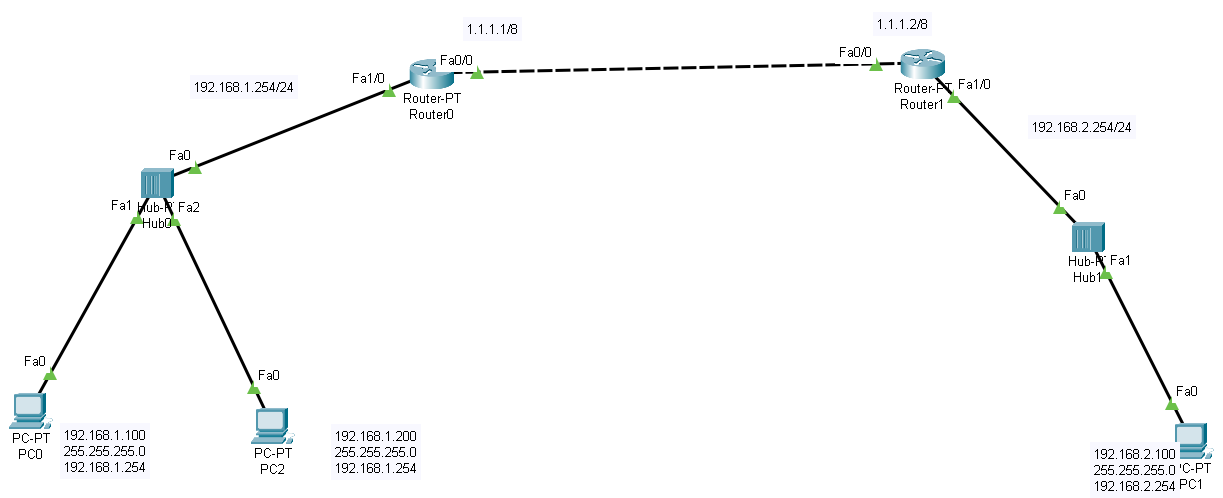 1.1.1.1/8
1.1.1.2/8
Fa0/0
Fa0/0
Fa1/0
192.168.1.254/24
Router-PT
Router0
Router-PT
Router1
Fa1/0
192.168.2.254/24
Fa0
Fa1
Hub-P
Fa2
Hub0
Fa0
Hub-P
Fa1
Hub1
Fa0
Fa0
Fa0
PC-PT
PC0
192.168.1.100
255.255.255.0
192.168.1.254
PC-PT
PC2
192.168.1.200
255.255.255.0
192.168.1.254
192.168.2.100
255.255.255.0
192.168.2.254
C-PT
PC1